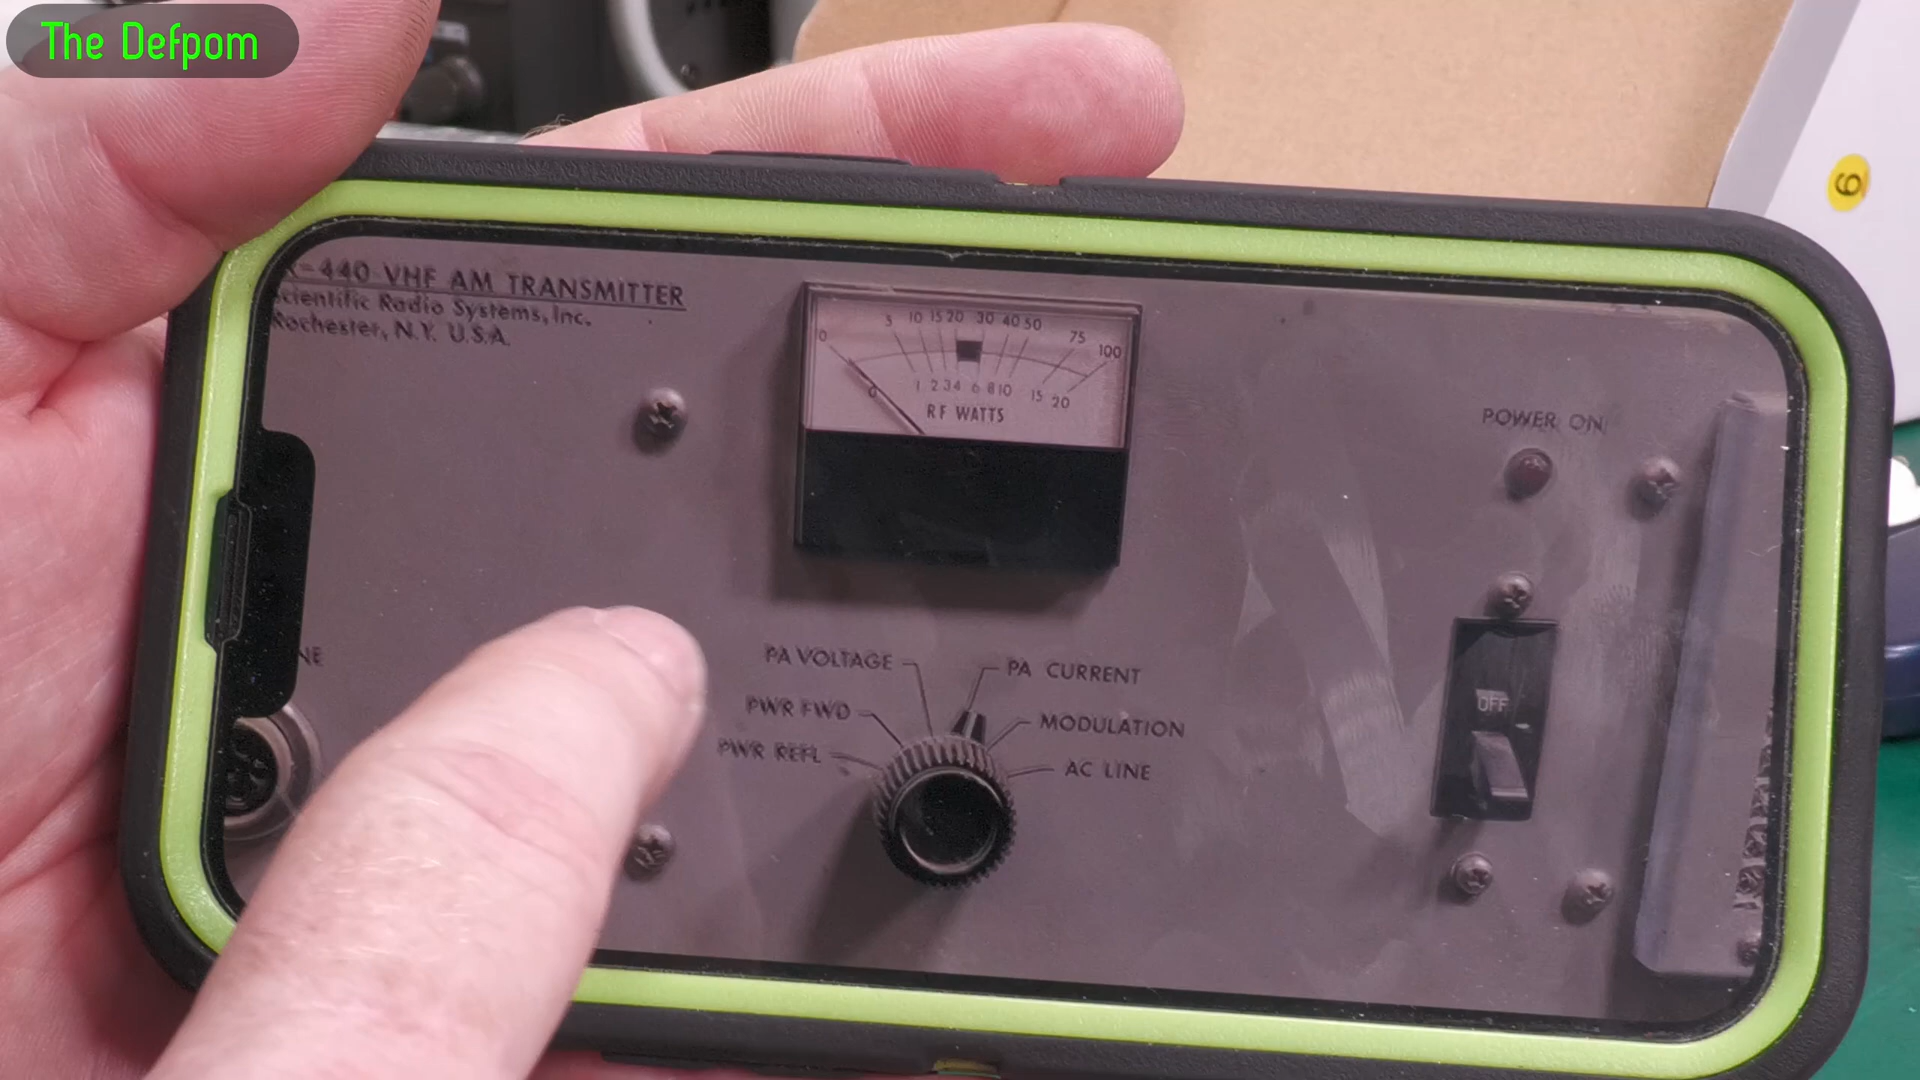 The Defpom
-440 VHF AM TRANSMITTER
cientific Radio Systems, Inc.
Rochester, N.Y. U.S.A.
0 5 10 15 20 30 40 50 75 100
0 1 2 3 4 6 8 10 15 20
RF WATTS
POWER ON
NE
PA VOLTAGE
PA CURRENT
PWR FWD
MODULATION
PWR REFL
AC LINE
OFF
6